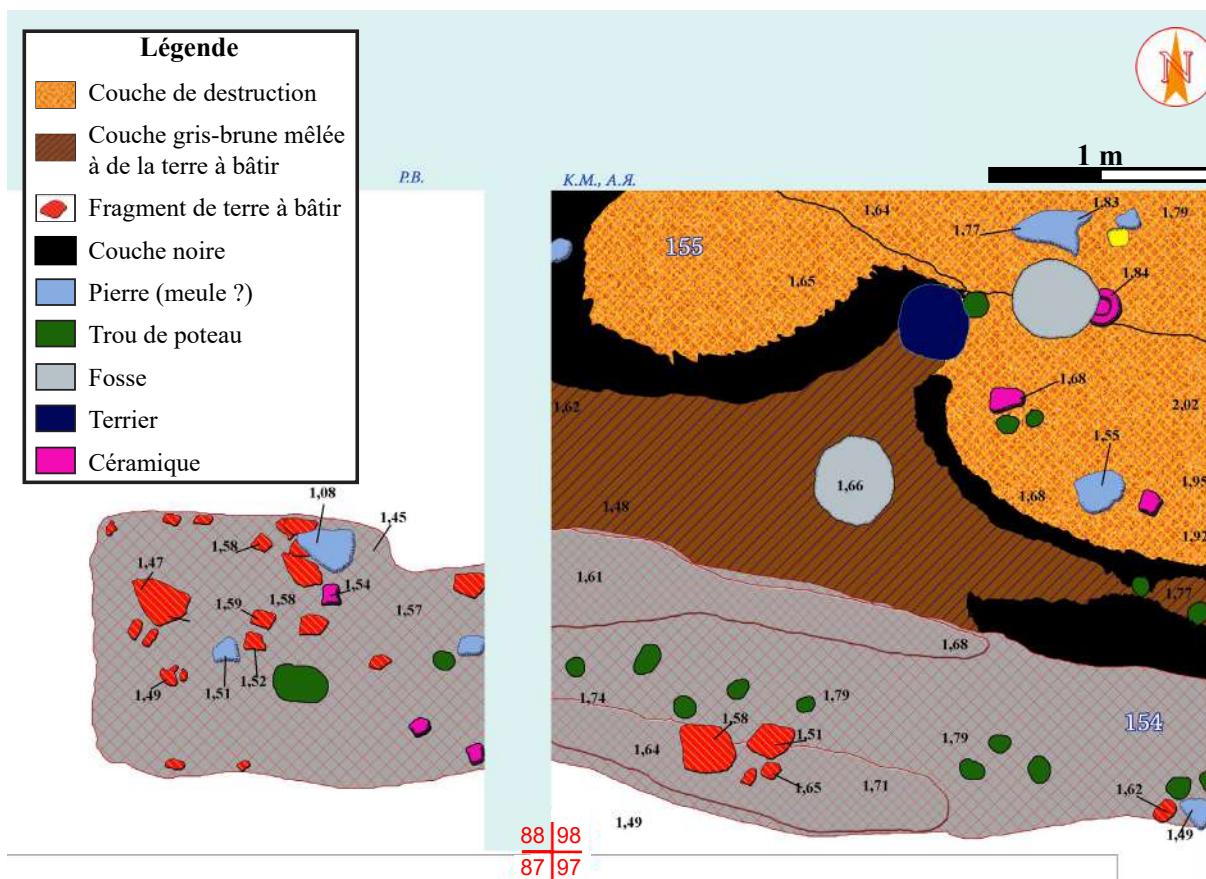 Légende
Couche de destruction
Couche gris-brune mêlée
à de la terre à bâtir
Fragment de terre à bâtir
Couche noire
Pierre (meule ?)
Trou de poteau
Fosse
Terrier
Céramique
N
1 m
Р.В.
К.М., А.Я.
1,64
1,83
1,79
1,77
155
1,65
1,84
1,68
2,02
1,62
1,55
1,66
1,95
1,68
1,48
1,92
1,08
1,45
1,58
1,47
1,54
1,58
1,59
1,57
1,49
1,51
1,52
1,61
1,77
1,68
1,74
1,79
1,58
1,51
1,79
154
1,64
1,65
1,71
1,62
1,49
1,49
88 98
87 97